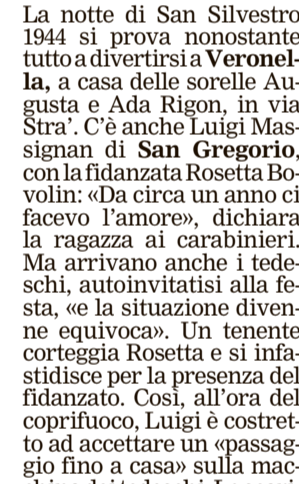 La notte di San Silvestro
1944 si prova nonostante
tutto a divertirsi a Veronel-
la, a casa delle sorelle Au-
gusta e Ada Rigon, in via
Stra’. C’è anche Luigi Mas-
signan di San Gregorio,
con la fidanzata Rosetta Bo-
volin: «Da circa un anno ci
facevo l’amore», dichiara
la ragazza ai carabinieri.
Ma arrivano anche i tede-
schi, autoinvitatisi alla fe-
sta, «e la situazione diven-
ne equivoca». Un tenente
corteggia Rosetta e si infa-
stidisce per la presenza del
fidanzato. Così, all’ora del
coprifuoco, Luigi è costret-
to ad accettare un «passag-
gio fino a casa» sulla mac-